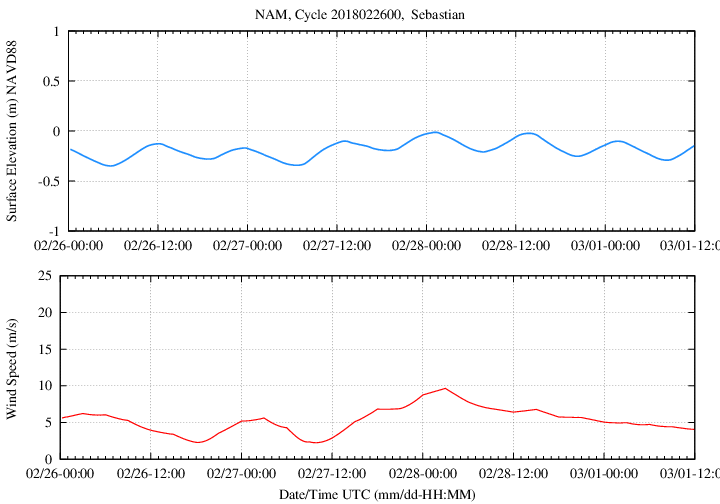 NAM, Cycle 2018022600,  Sebastian
Surface Elevation (m) NAVD88
1
0.5
0
-0.5
-1
02/26-00:00 02/26-12:00 02/27-00:00 02/27-12:00 02/28-00:00 02/28-12:00 03/01-00:00 03/01-12:0
Wind Speed (m/s)
25
20
15
10
5
0
02/26-00:00 02/26-12:00 02/27-00:00 02/27-12:00 02/28-00:00 02/28-12:00 03/01-00:00 03/01-12:0
Date/Time UTC (mm/dd-HH:MM)